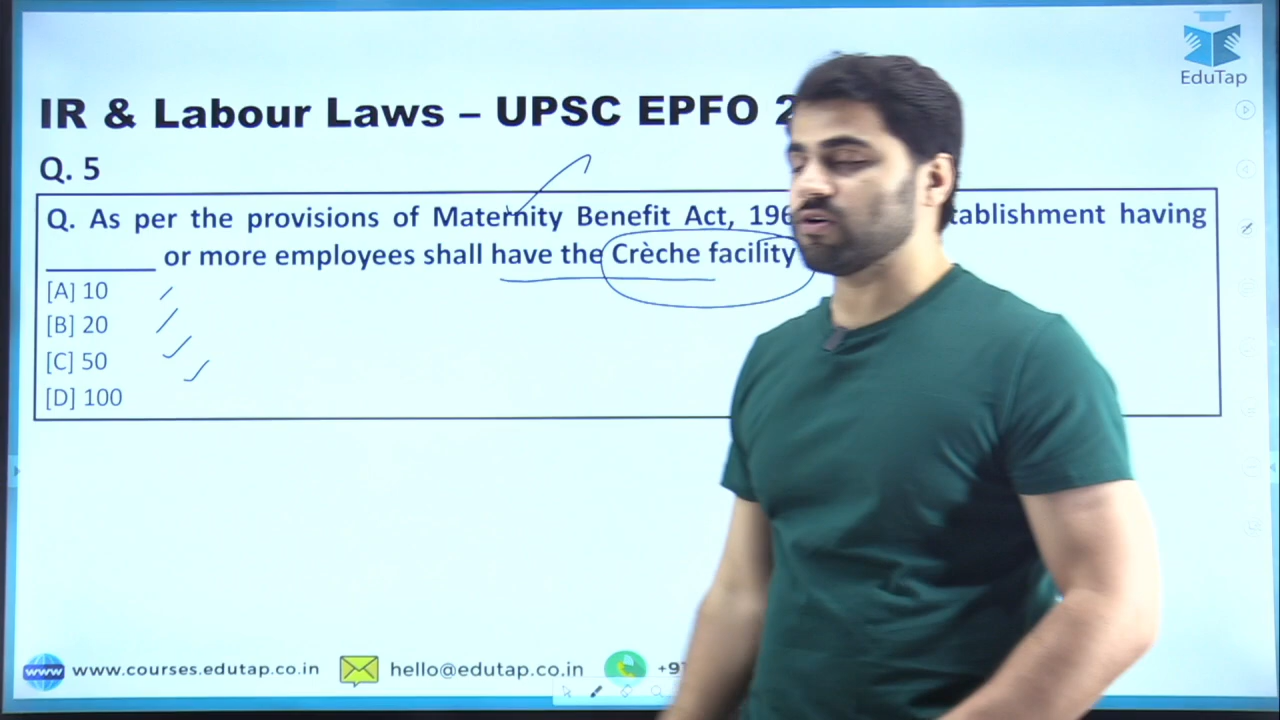 EduTap
IR & Labour Laws – UPSC EPFO 2
Q. 5
Q. As per the provisions of Maternity Benefit Act, 196 tablishment having
__________ or more employees shall have the Crèche facility
[A] 10
[B] 20
[C] 50
[D] 100
www www.courses.edutap.co.in hello@edutap.co.in +91